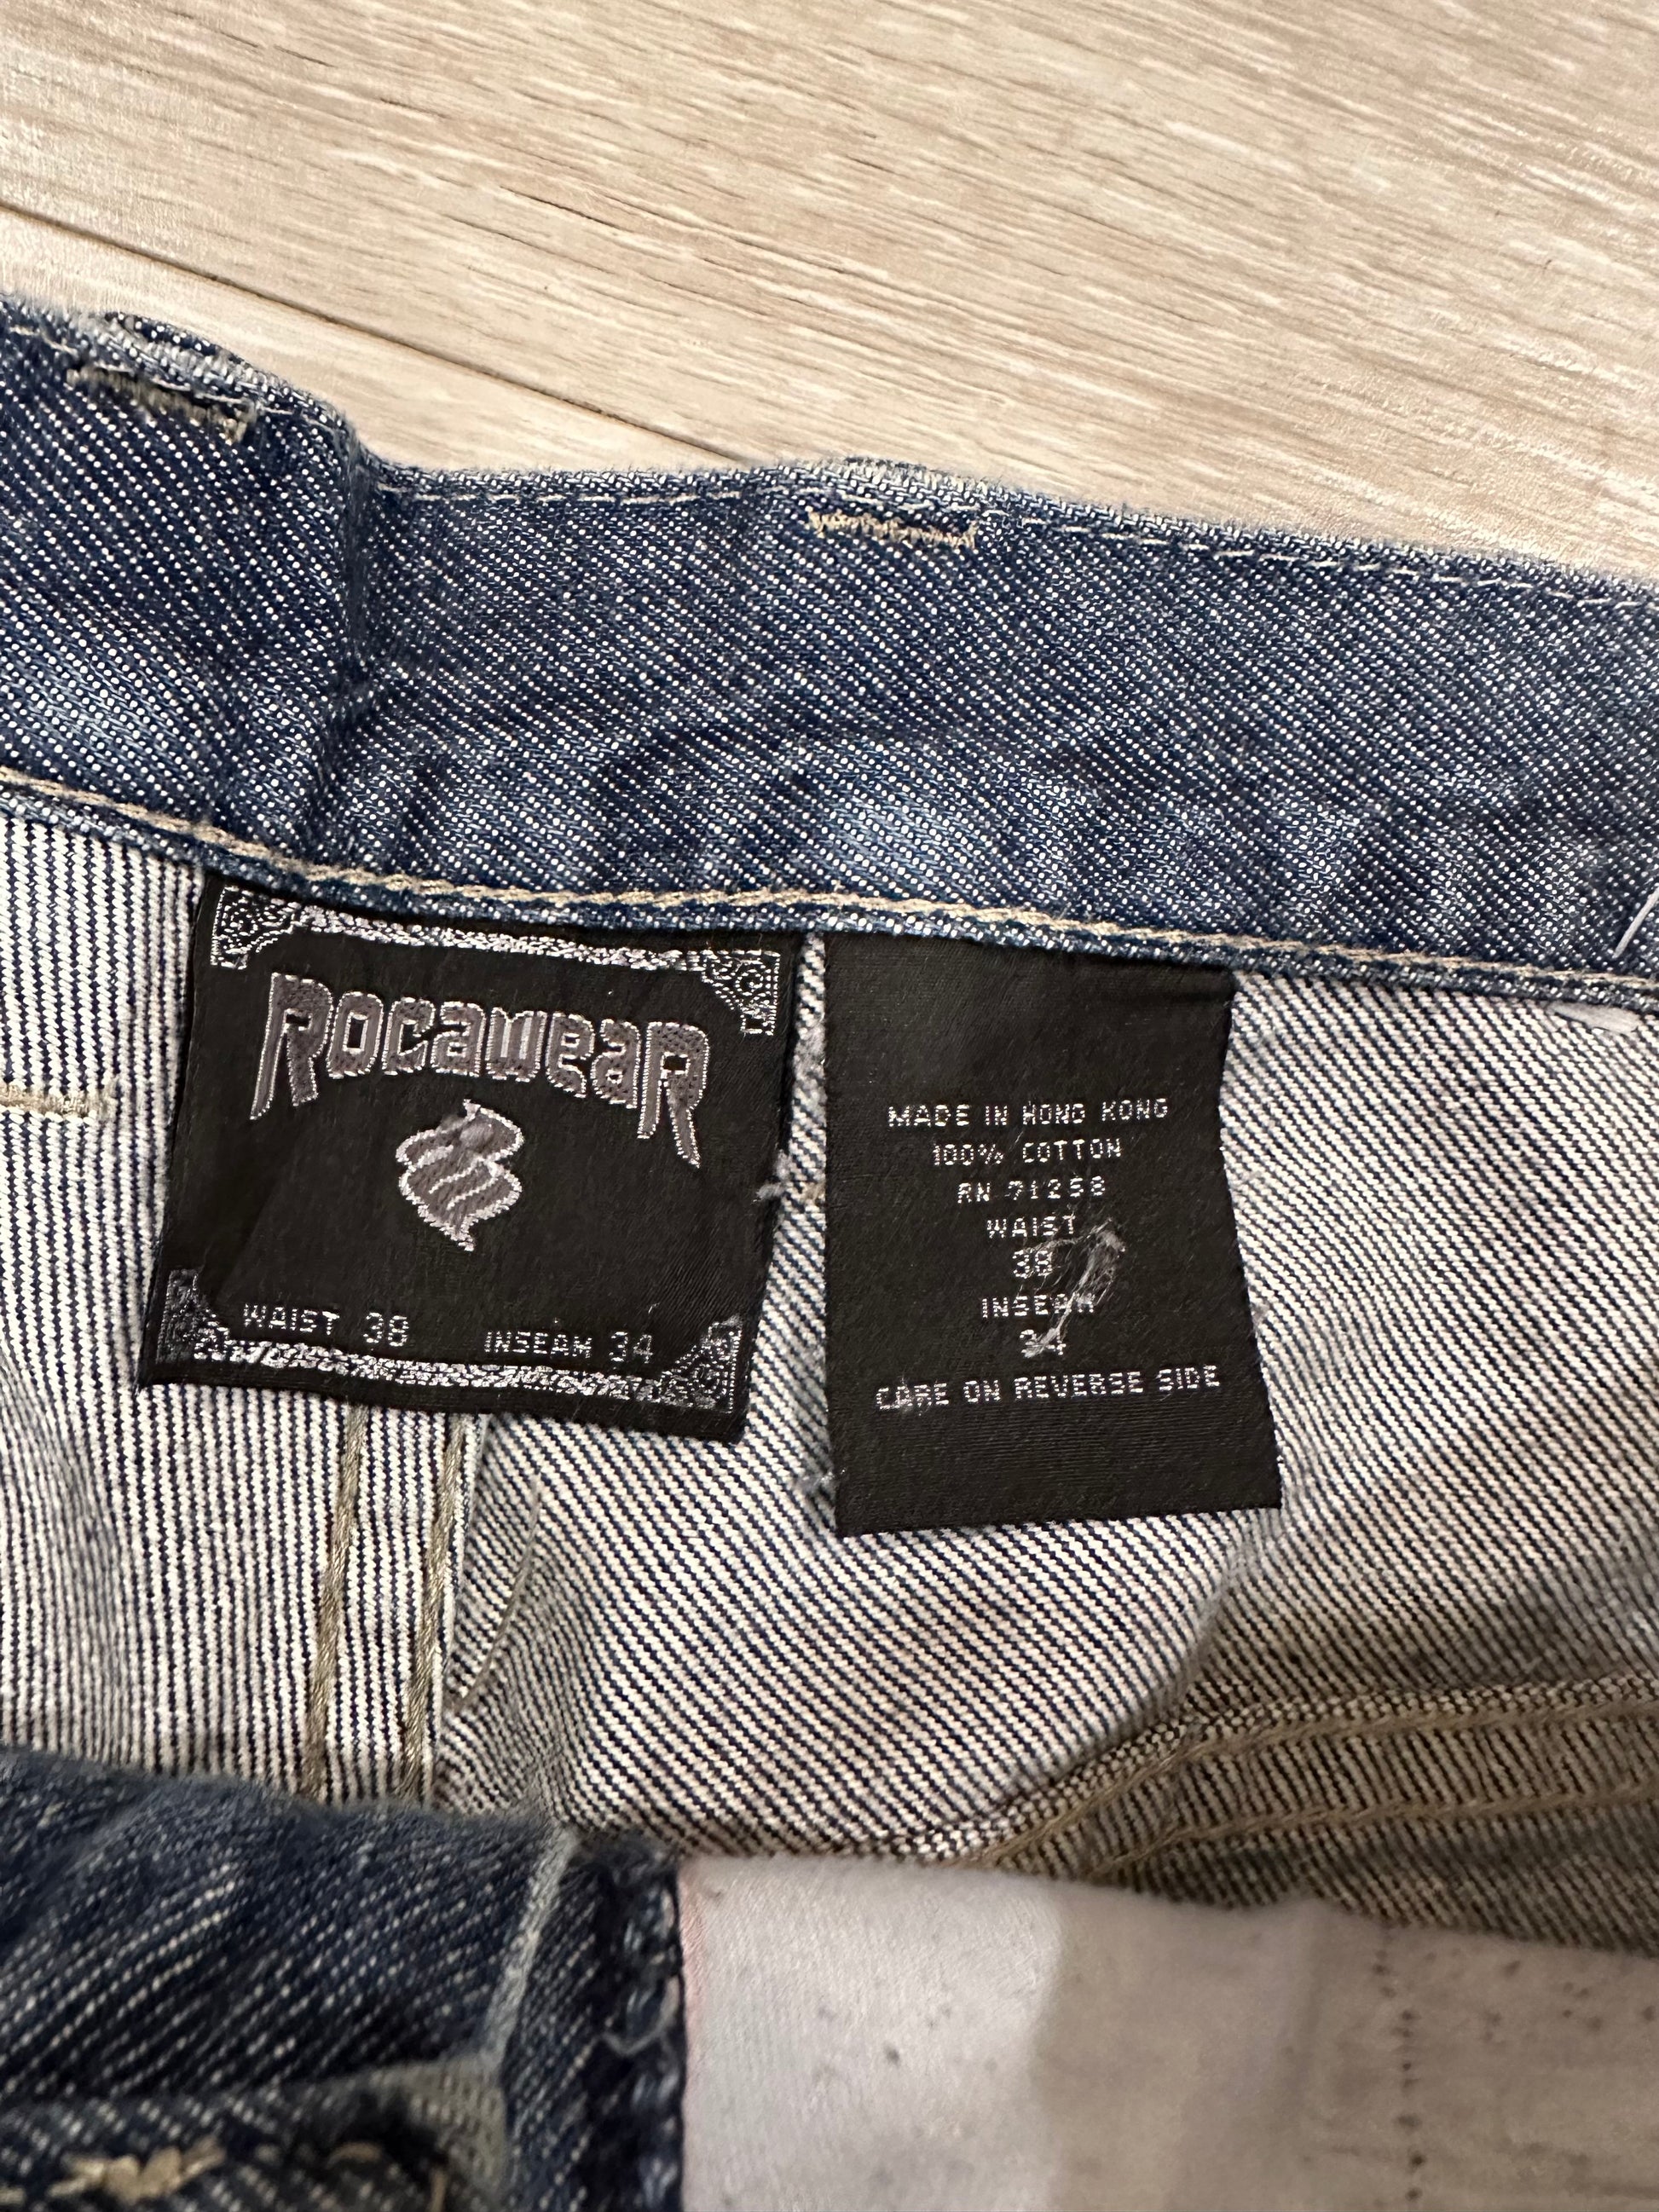 ROCAWEAR
WAIST 38 INSEAM 34
MADE IN HONG KONG
100% COTTON
RN 71258
WAIST
38
INSEAM
34
CARE ON REVERSE SIDE